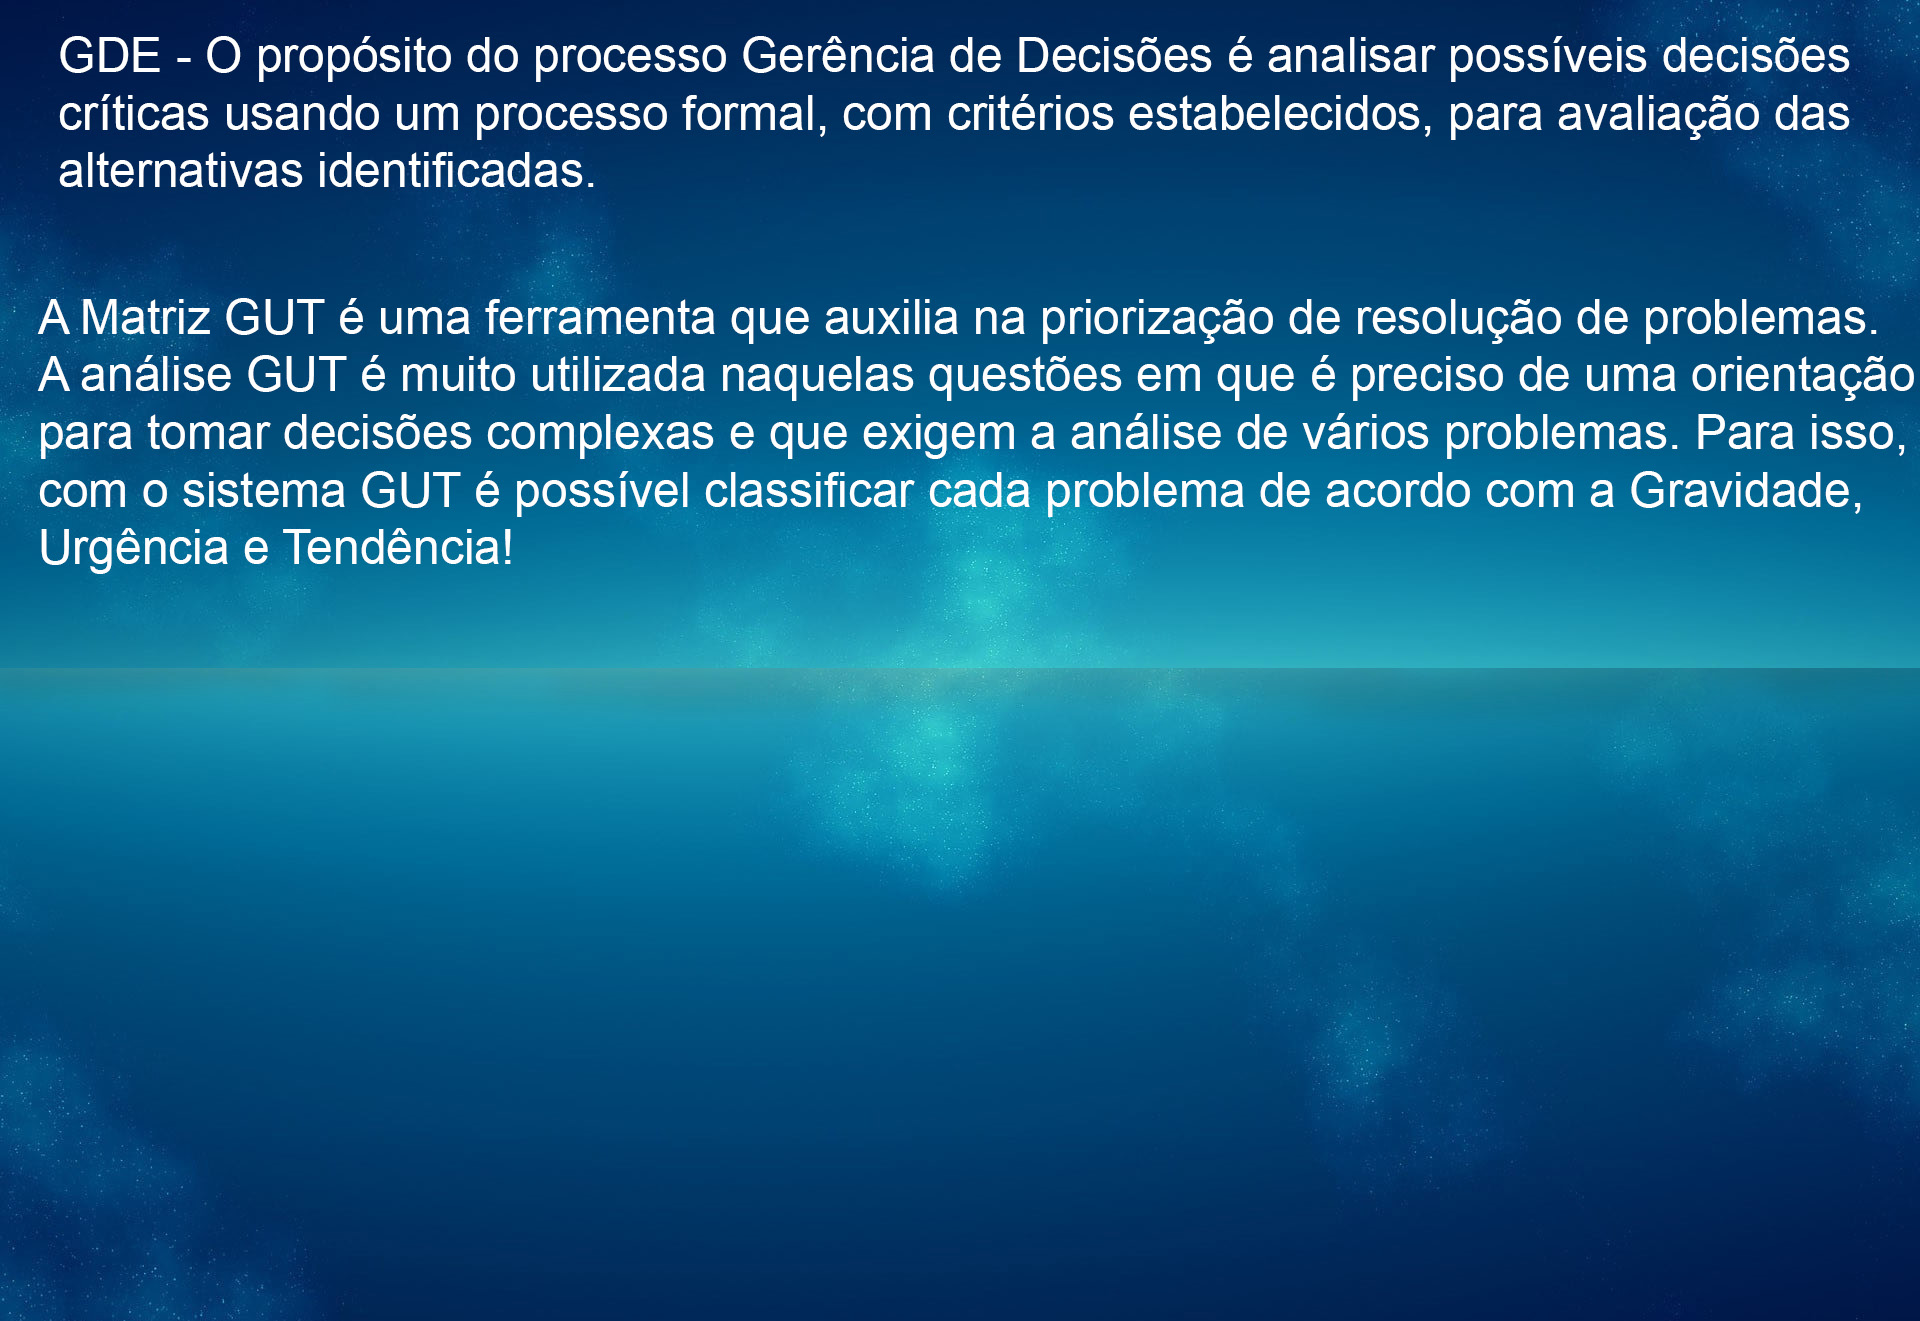 GDE - O propósito do processo Gerência de Decisões é analisar possíveis decisões
críticas usando um processo formal, com critérios estabelecidos, para avaliação das
alternativas identificadas.
A Matriz GUT é uma ferramenta que auxilia na priorização de resolução de problemas.
A análise GUT é muito utilizada naquelas questões em que é preciso de uma orientação
para tomar decisões complexas e que exigem a análise de vários problemas. Para isso,
com o sistema GUT é possível classificar cada problema de acordo com a Gravidade,
Urgência e Tendência!